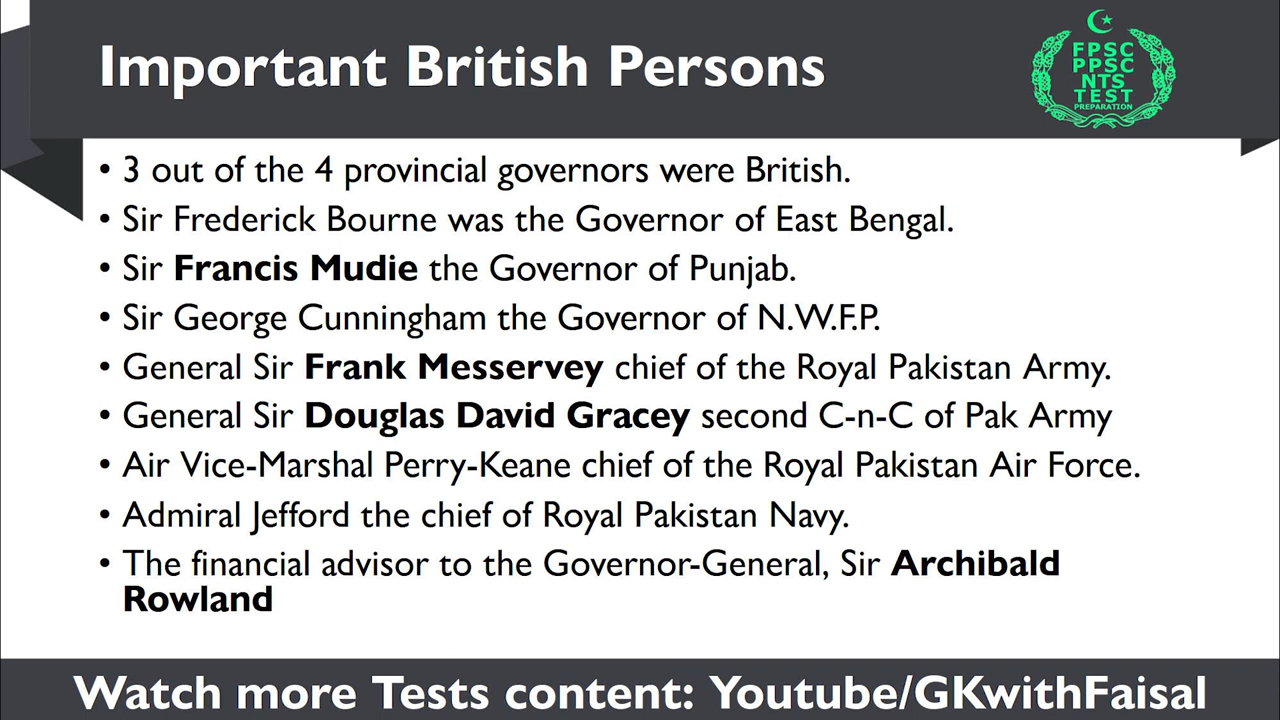 Important British Persons
FPSC
PPSC
NTS
TEST
PREPARATION
• 3 out of the 4 provincial governors were British.
• Sir Frederick Bourne was the Governor of East Bengal.
• Sir Francis Mudie the Governor of Punjab.
• Sir George Cunningham the Governor of N.W.F.P.
• General Sir Frank Messervey chief of the Royal Pakistan Army.
• General Sir Douglas David Gracey second C-n-C of Pak Army
• Air Vice-Marshal Perry-Keane chief of the Royal Pakistan Air Force.
• Admiral Jefford the chief of Royal Pakistan Navy.
• The financial advisor to the Governor-General, Sir Archibald
Rowland
Watch more Tests content: Youtube/GKwithFaisal